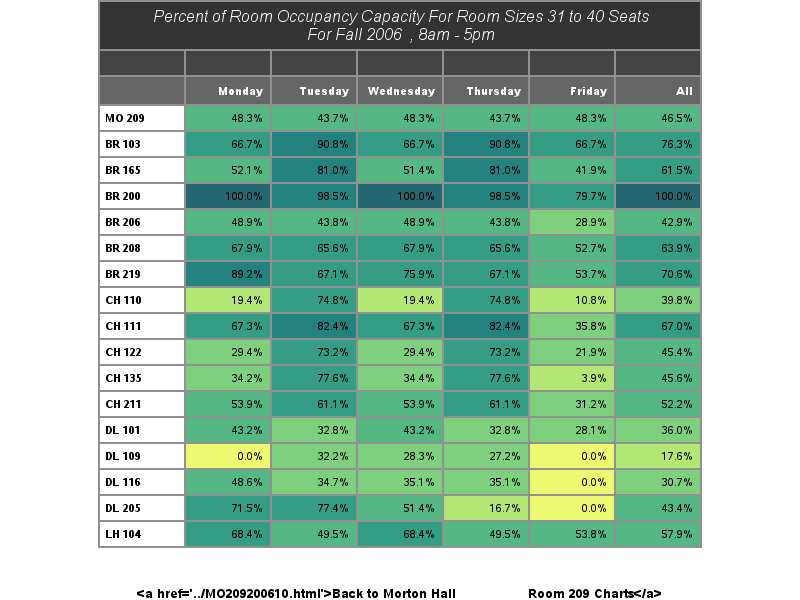 Percent of Room Occupancy Capacity For Room Sizes 31 to 40 Seats
For Fall 2006 , 8am - 5pm
Monday Tuesday Wednesday Thursday Friday All
MO 209 48.3% 43.7% 48.3% 43.7% 48.3% 46.5%
BR 103 66.7% 90.8% 66.7% 90.8% 66.7% 76.3%
BR 165 52.1% 81.0% 51.4% 81.0% 41.9% 61.5%
BR 200 100.0% 98.5% 100.0% 98.5% 79.7% 100.0%
BR 206 48.9% 43.8% 48.9% 43.8% 28.9% 42.9%
BR 208 67.9% 65.6% 67.9% 65.6% 52.7% 63.9%
BR 219 89.2% 67.1% 75.9% 67.1% 53.7% 70.6%
CH 110 19.4% 74.8% 19.4% 74.8% 10.8% 39.8%
CH 111 67.3% 82.4% 67.3% 82.4% 35.8% 67.0%
CH 122 29.4% 73.2% 29.4% 73.2% 21.9% 45.4%
CH 135 34.2% 77.6% 34.4% 77.6% 3.9% 45.6%
CH 211 53.9% 61.1% 53.9% 61.1% 31.2% 52.2%
DL 101 43.2% 32.8% 43.2% 32.8% 28.1% 36.0%
DL 109 0.0% 32.2% 28.3% 27.2% 0.0% 17.6%
DL 116 48.6% 34.7% 35.1% 35.1% 0.0% 30.7%
DL 205 71.5% 77.4% 51.4% 16.7% 0.0% 43.4%
LH 104 68.4% 49.5% 68.4% 49.5% 53.8% 57.9%
<a href='../MO209200610.html'>Back to Morton Hall Room 209 Charts</a>